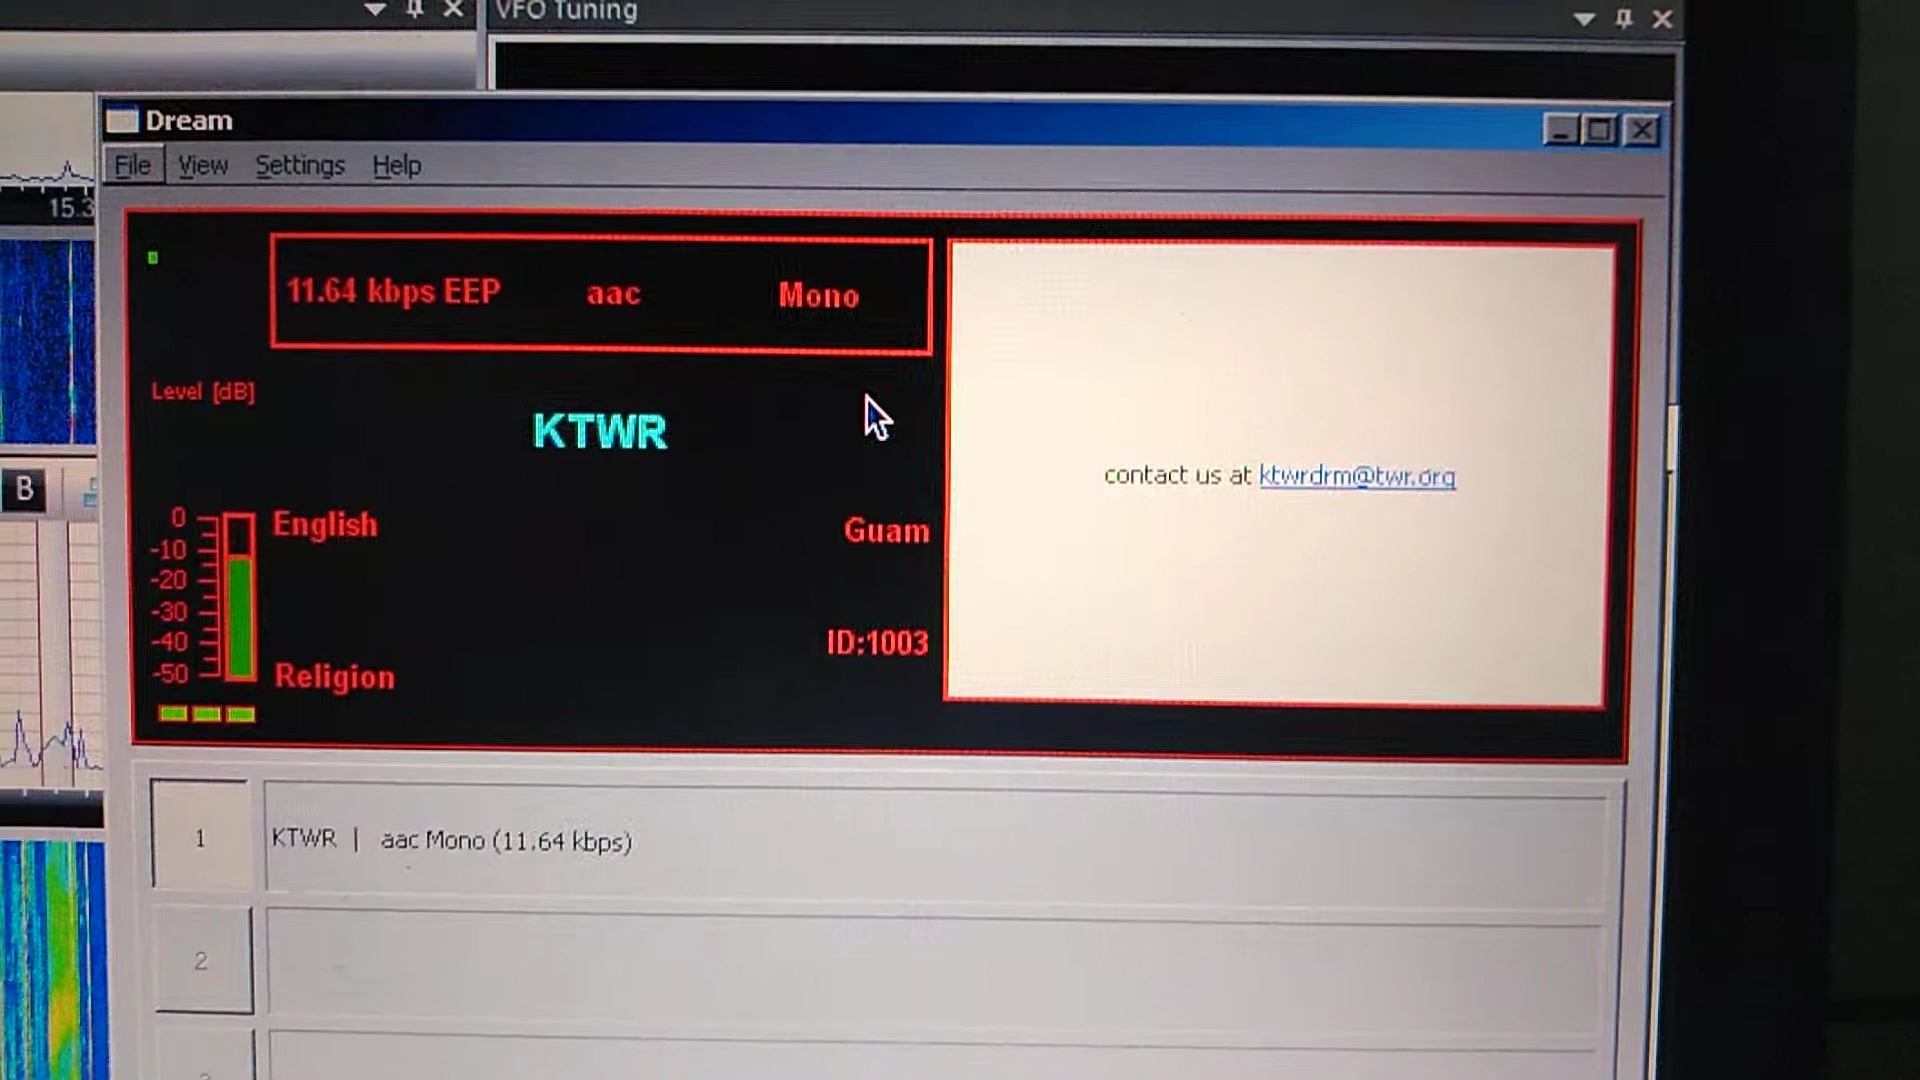 VFO Tuning
Dream
File View Settings Help
15.3
11.64 kbps EEP aac Mono
Level [dB]
KTWR
contact us at ktwrdrm@twr.org
B
0
-10
-20
-30
-40
-50
English
Guam
ID:1003
Religion
1 KTWR | aac Mono (11.64 kbps)
2